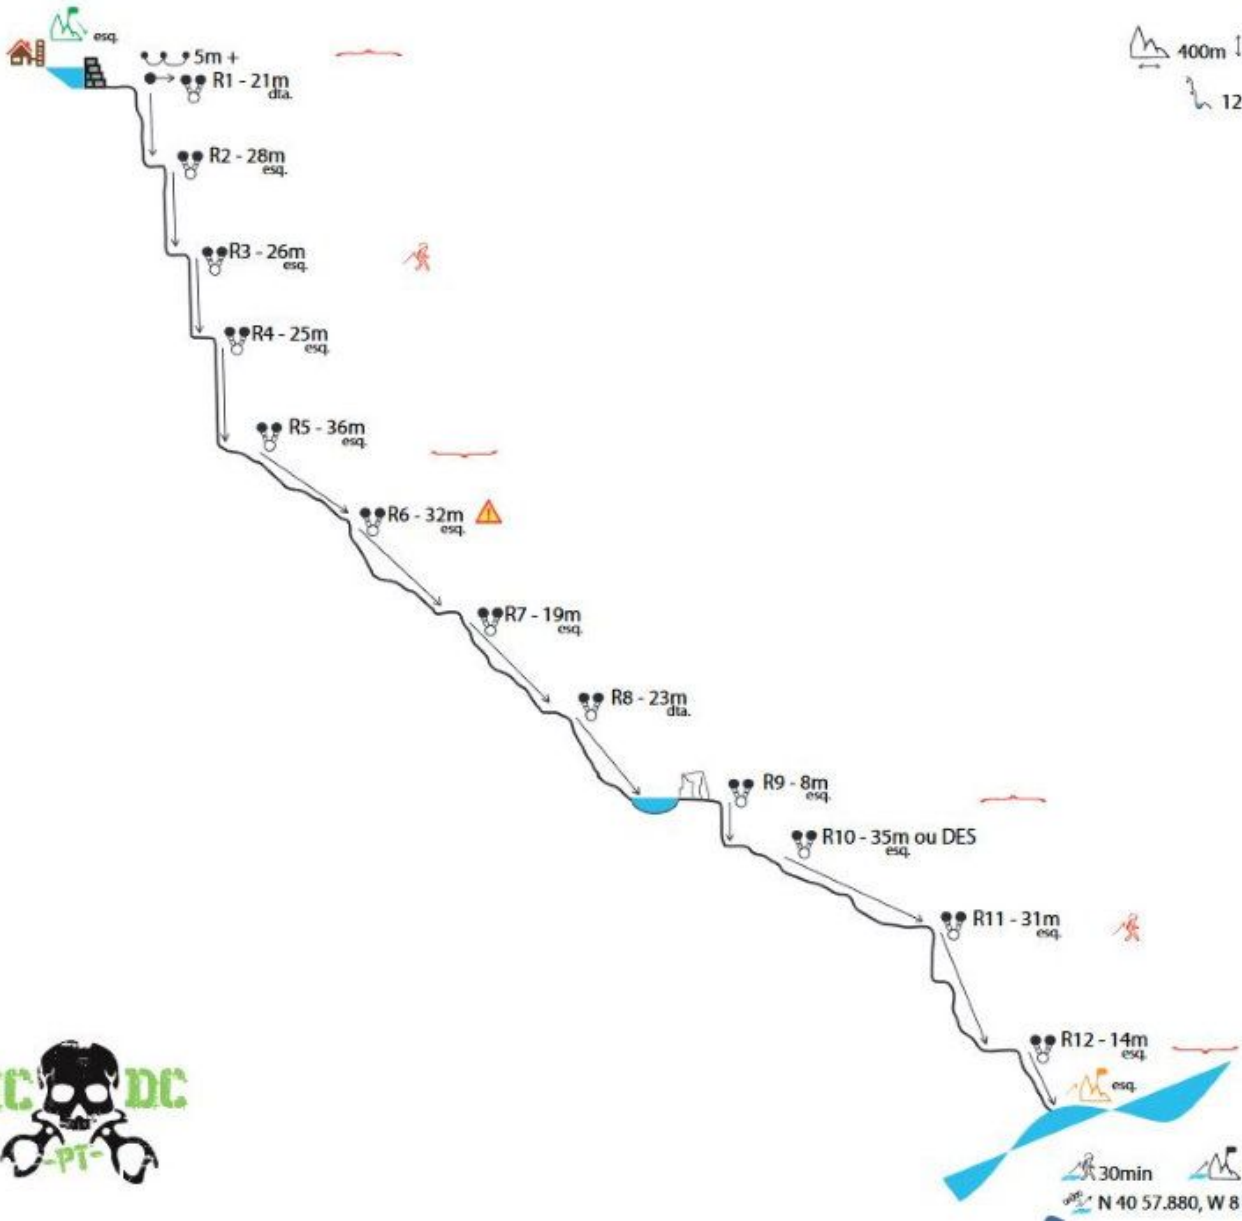 esq.
5m +
R1 - 21m
dta.
400m
12
R2 - 28m
esq.
R3 - 26m
esq.
R4 - 25m
esq.
R5 - 36m
esq.
R6 - 32m
esq.
R7 - 19m
esq.
R8 - 23m
dta.
R9 - 8m
esq.
R10 - 35m ou DES
esq.
R11 - 31m
esq.
R12 - 14m
esq.
esq.
C DC
-PT-
30min
N 40 57.880, W 8